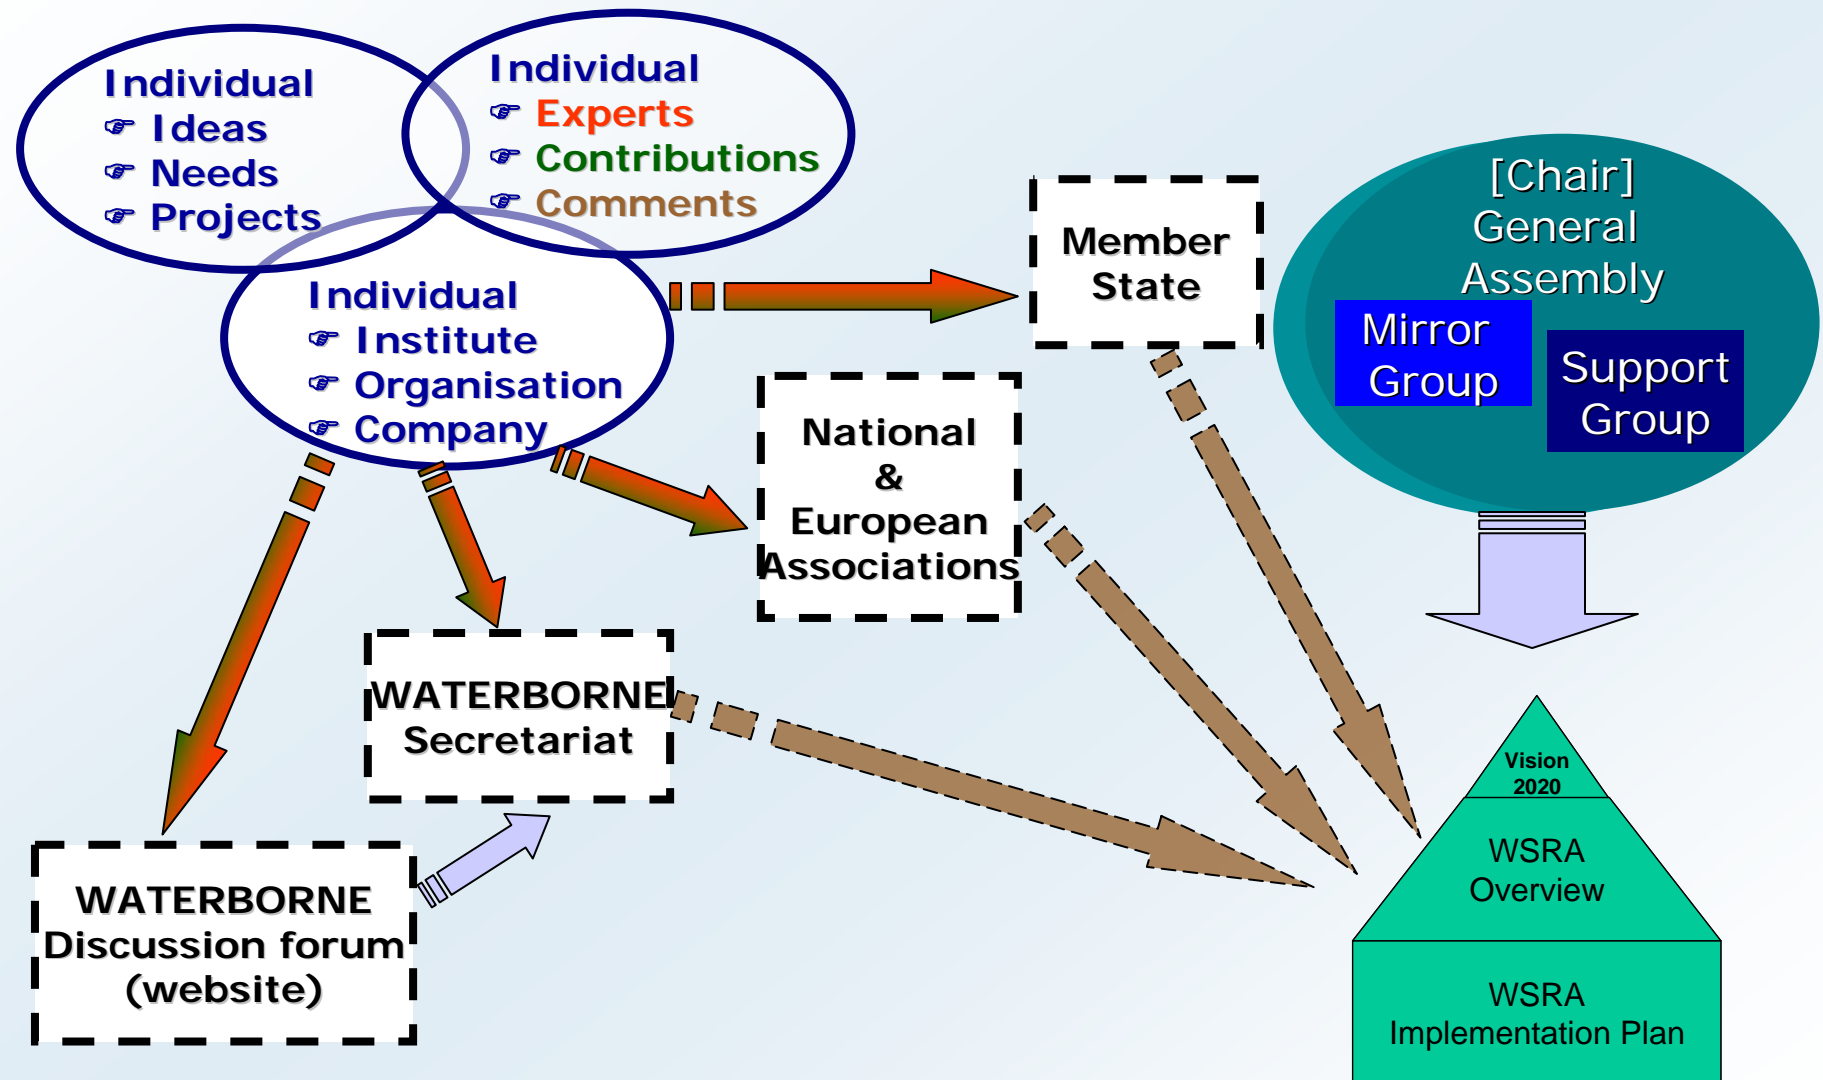 Individual
☞ Ideas
☞ Needs
☞ Projects
Individual
☞ Experts
☞ Contributions
☞ Comments
Individual
☞ Institute
☞ Organisation
☞ Company
Member
State
[Chair]
General
Assembly
Mirror
Group
Support
Group
National
&
European
Associations
WATERBORNE
Secretariat
WATERBORNE
Discussion forum
(website)
Vision
2020
WSRA
Overview
WSRA
Implementation Plan